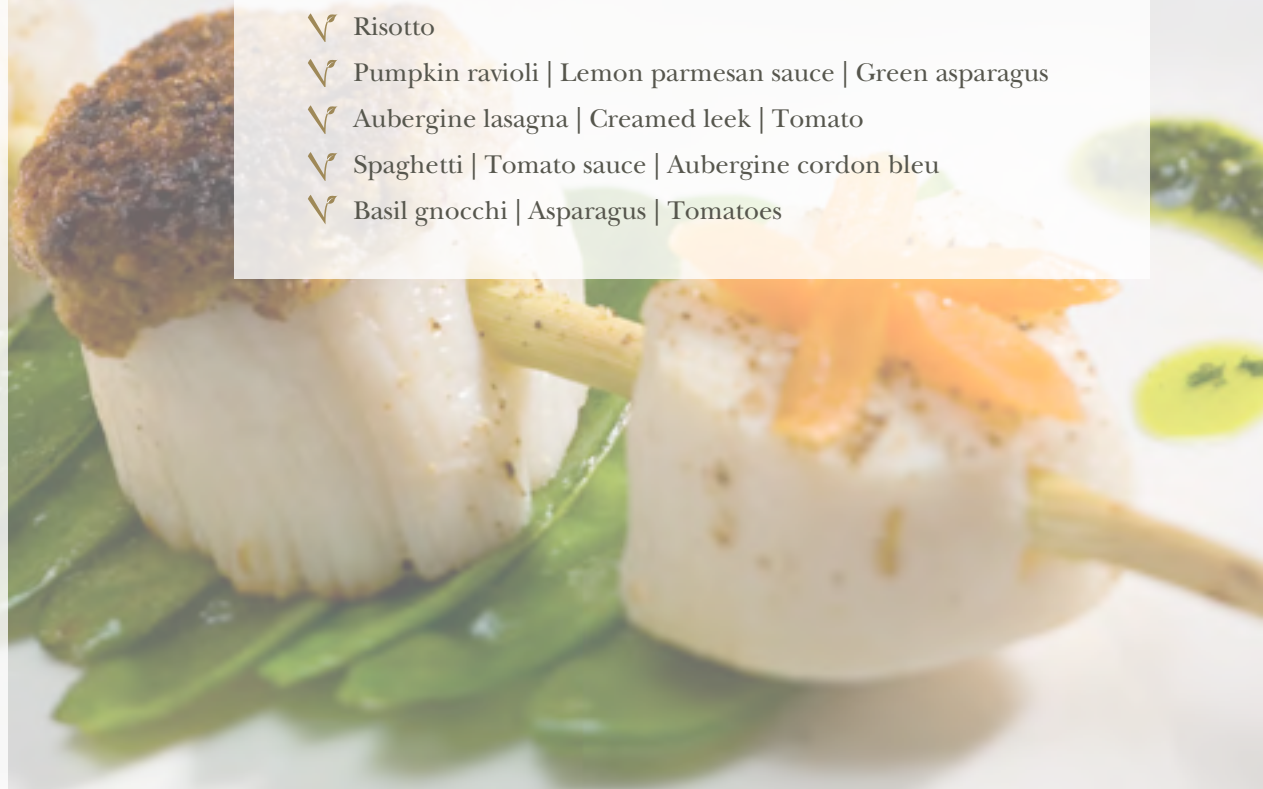 Risotto
Pumpkin ravioli | Lemon parmesan sauce | Green asparagus
Aubergine lasagna | Creamed leek | Tomato
Spaghetti | Tomato sauce | Aubergine cordon bleu
Basil gnocchi | Asparagus | Tomatoes